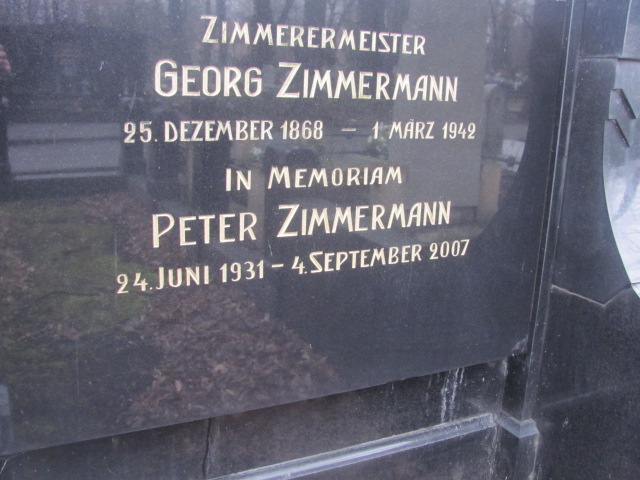 ZIMMERERMEISTER
GEORG ZIMMERMANN
25. DEZEMBER 1868 – 1. MÄRZ 1942
IN MEMORIAM
PETER ZIMMERMANN
24. JUNI 1931 – 4. SEPTEMBER 2007